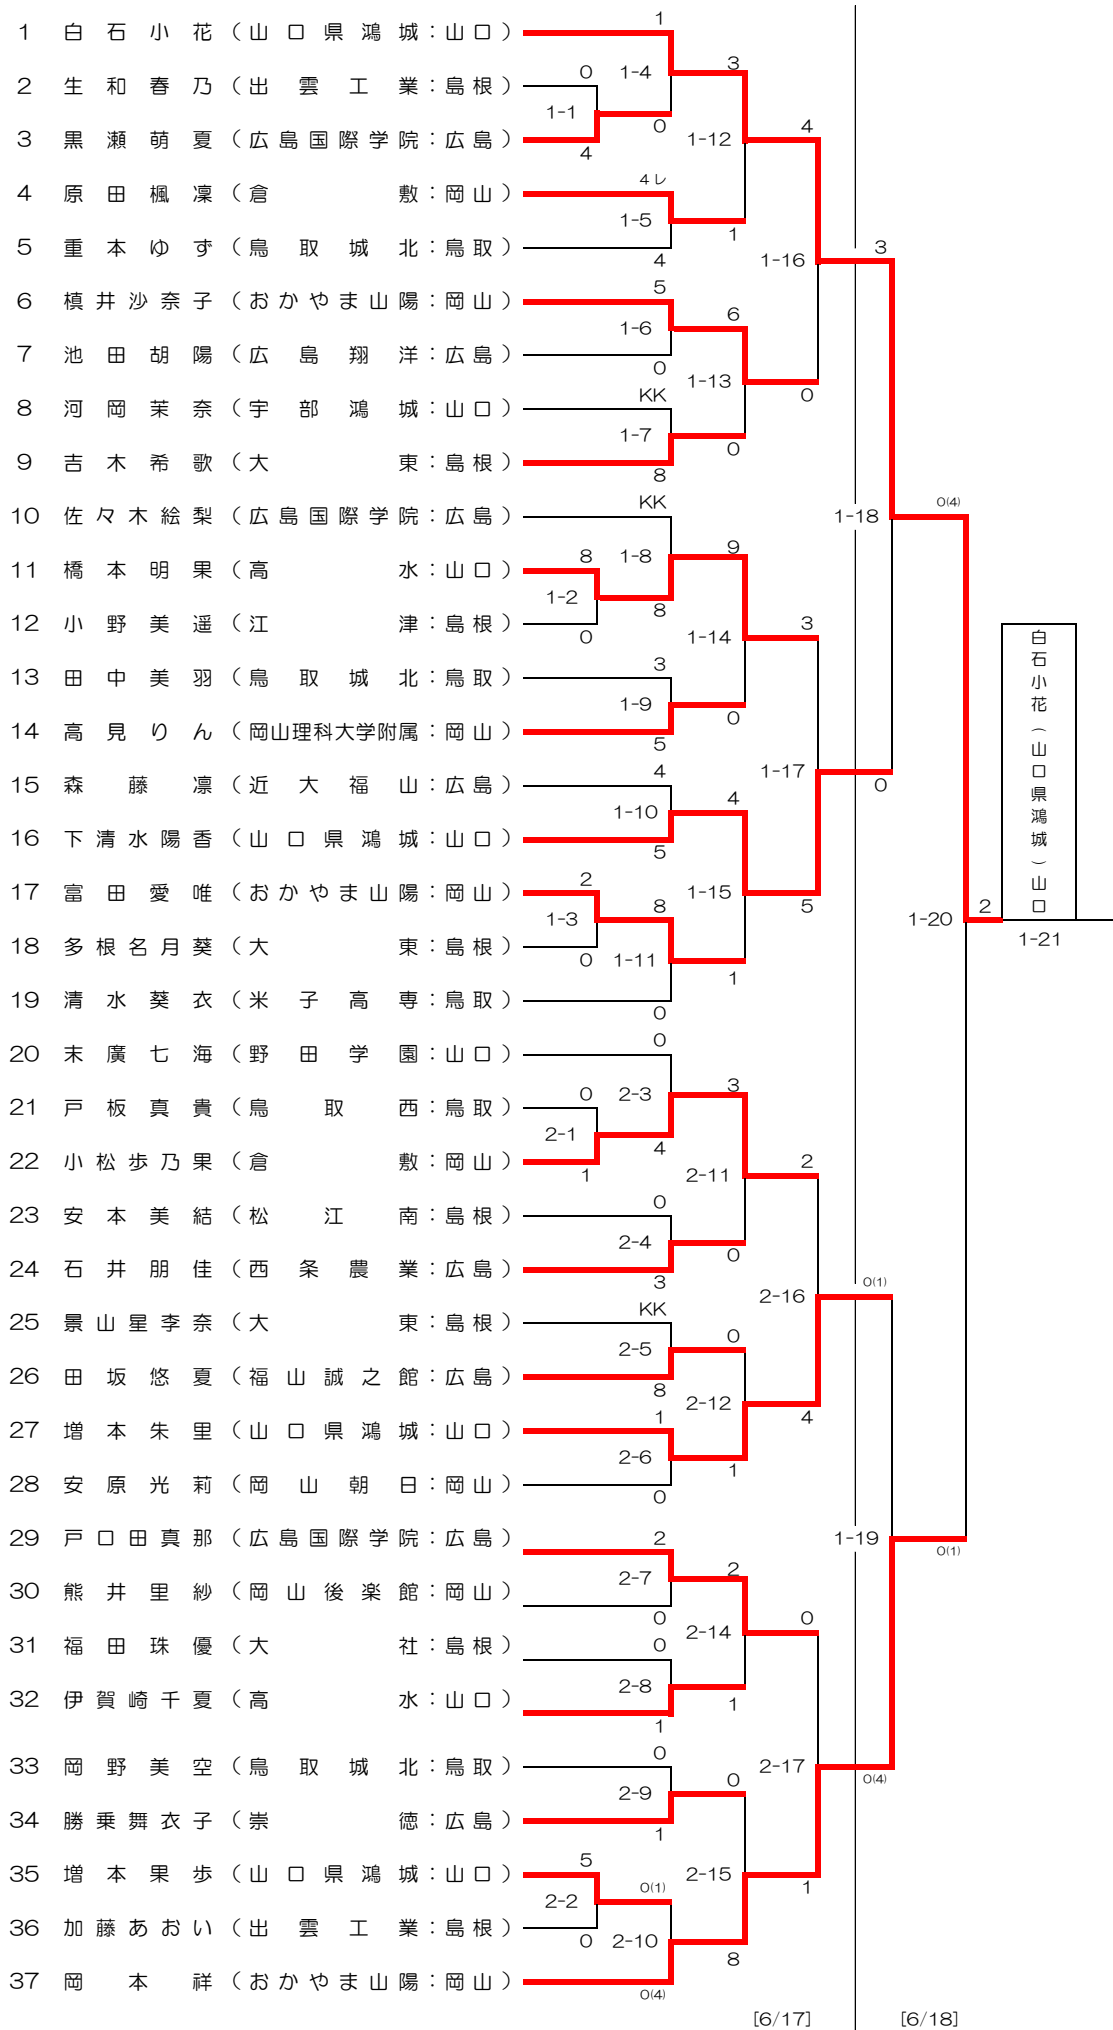 1 白石小花（山口県鴻城：山口）
2 生和春乃（出雲工業：島根）
3 黒瀬萌夏（広島国際学院：広島）
4 原田楓凜（倉敷：岡山）
5 重本ゆず（鳥取城北：鳥取）
6 槙井沙奈子（おかやま山陽：岡山）
7 池田胡陽（広島翔洋：広島）
8 河岡茉奈（宇部鴻城：山口）
9 吉木希歌（大東：島根）
10 佐々木絵梨（広島国際学院：広島）
11 橋本明果（高水：山口）
12 小野美遥（江津：島根）
13 田中美羽（鳥取城北：鳥取）
14 高見りん（岡山理科大学附属：岡山）
15 森藤凛（近大福山：広島）
16 下清水陽香（山口県鴻城：山口）
17 富田愛唯（おかやま山陽：岡山）
18 多根名月葵（大東：島根）
19 清水葵衣（米子高専：鳥取）
20 末廣七海（野田学園：山口）
21 戸板真貴（鳥取西：鳥取）
22 小松歩乃果（倉敷：岡山）
23 安本美結（松江南：島根）
24 石井朋佳（西条農業：広島）
25 景山星李奈（大東：島根）
26 田坂悠夏（福山誠之館：広島）
27 増本朱里（山口県鴻城：山口）
28 安原光莉（岡山朝日：岡山）
29 戸口田真那（広島国際学院：広島）
30 熊井里紗（岡山後楽館：岡山）
31 福田珠優（大社：島根）
32 伊賀崎千夏（高水：山口）
33 岡野美空（鳥取城北：鳥取）
34 勝乗舞衣子（崇徳：広島）
35 増本果歩（山口県鴻城：山口）
36 加藤あおい（出雲工業：島根）
37 岡本祥（おかやま山陽：岡山）
0
1-1
4
8
1-2
0
2
1-3
0
0
2-1
1
5
2-2
0
1
1-4
0
4レ
1-5
4
5
1-6
0
KK
1-7
8
KK
1-8
8
3
1-9
5
4
1-10
5
8
1-11
0
0
2-3
4
0
2-4
3
KK
2-5
8
1
2-6
0
2
2-7
0
0
2-8
1
0
2-9
1
0(1)
2-10
0(4)
3
1-12
1
6
1-13
0
9
1-14
0
4
1-15
1
3
2-11
0
0
2-12
1
2
2-14
1
0
2-15
8
4
1-16
0
3
1-17
5
2
2-16
4
0
2-17
1
3
1-18
0
0(1)
1-19
0(4)
0(4)
1-20
0(1)
2
1-21
白石小花（山口県鴻城）山口
[6/17]
[6/18]